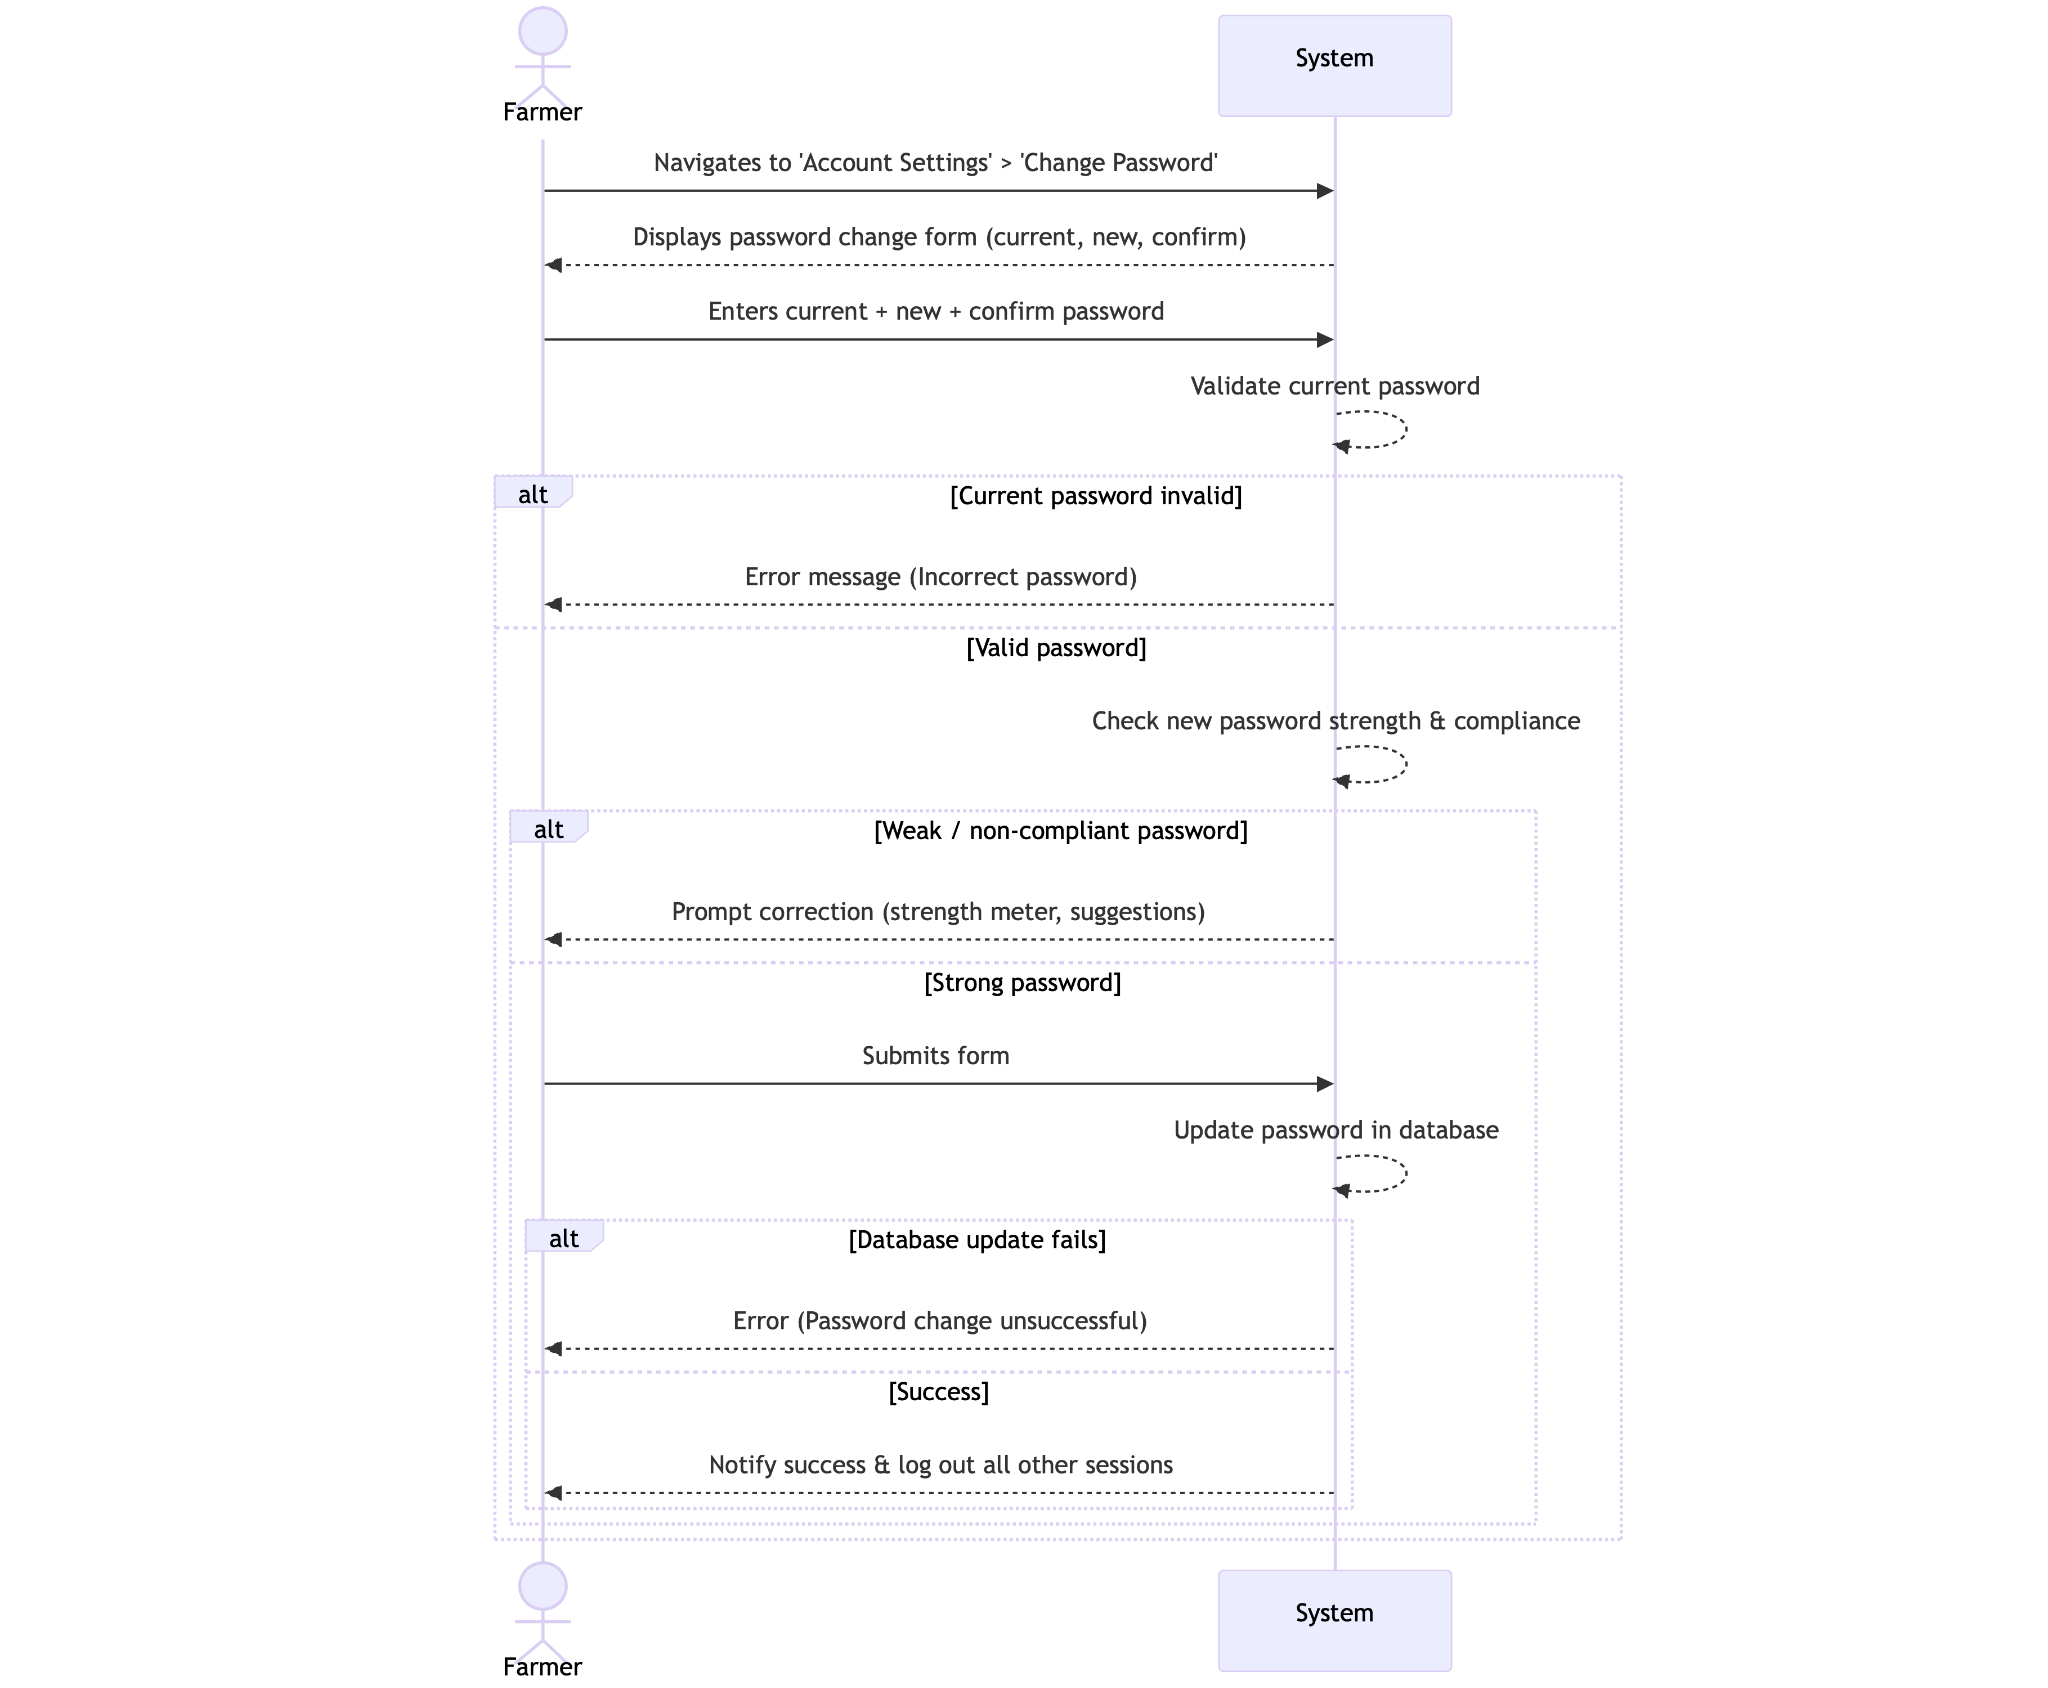 Farmer
System
Navigates to 'Account Settings' > 'Change Password'
Displays password change form (current, new, confirm)
Enters current + new + confirm password
Validate current password
alt
[Current password invalid]
Error message (Incorrect password)
[Valid password]
Check new password strength & compliance
alt
[Weak / non-compliant password]
Prompt correction (strength meter, suggestions)
[Strong password]
Submits form
Update password in database
alt
[Database update fails]
Error (Password change unsuccessful)
[Success]
Notify success & log out all other sessions
Farmer
System